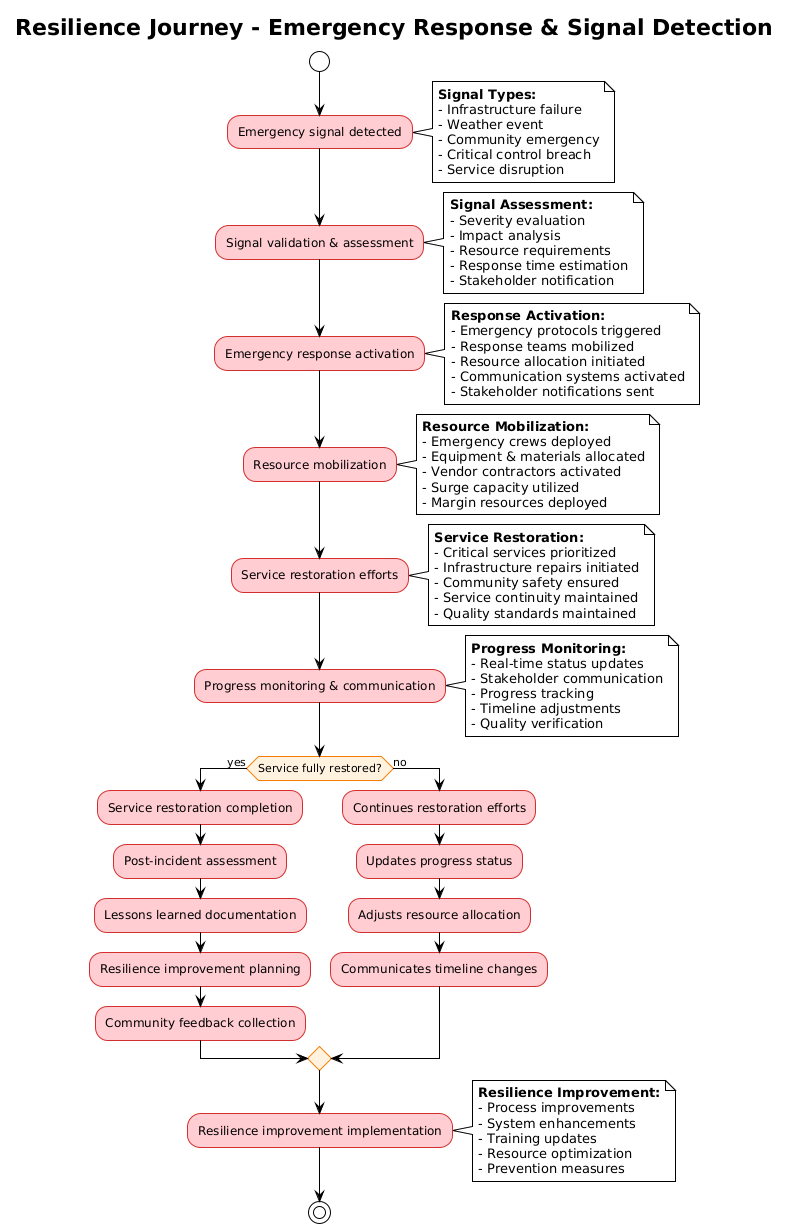 Resilience Journey - Emergency Response & Signal Detection
Emergency signal detected
Signal Types:
- Infrastructure failure
- Weather event
- Community emergency
- Critical control breach
- Service disruption
Signal validation & assessment
Signal Assessment:
- Severity evaluation
- Impact analysis
- Resource requirements
- Response time estimation
- Stakeholder notification
Emergency response activation
Response Activation:
- Emergency protocols triggered
- Response teams mobilized
- Resource allocation initiated
- Communication systems activated
- Stakeholder notifications sent
Resource mobilization
Resource Mobilization:
- Emergency crews deployed
- Equipment & materials allocated
- Vendor contractors activated
- Surge capacity utilized
- Margin resources deployed
Service restoration efforts
Service Restoration:
- Critical services prioritized
- Infrastructure repairs initiated
- Community safety ensured
- Service continuity maintained
- Quality standards maintained
Progress monitoring & communication
Progress Monitoring:
- Real-time status updates
- Stakeholder communication
- Progress tracking
- Timeline adjustments
- Quality verification
Service fully restored?
yes
Service restoration completion
Post-incident assessment
Lessons learned documentation
Resilience improvement planning
Community feedback collection
no
Continues restoration efforts
Updates progress status
Adjusts resource allocation
Communicates timeline changes
Resilience improvement implementation
Resilience Improvement:
- Process improvements
- System enhancements
- Training updates
- Resource optimization
- Prevention measures